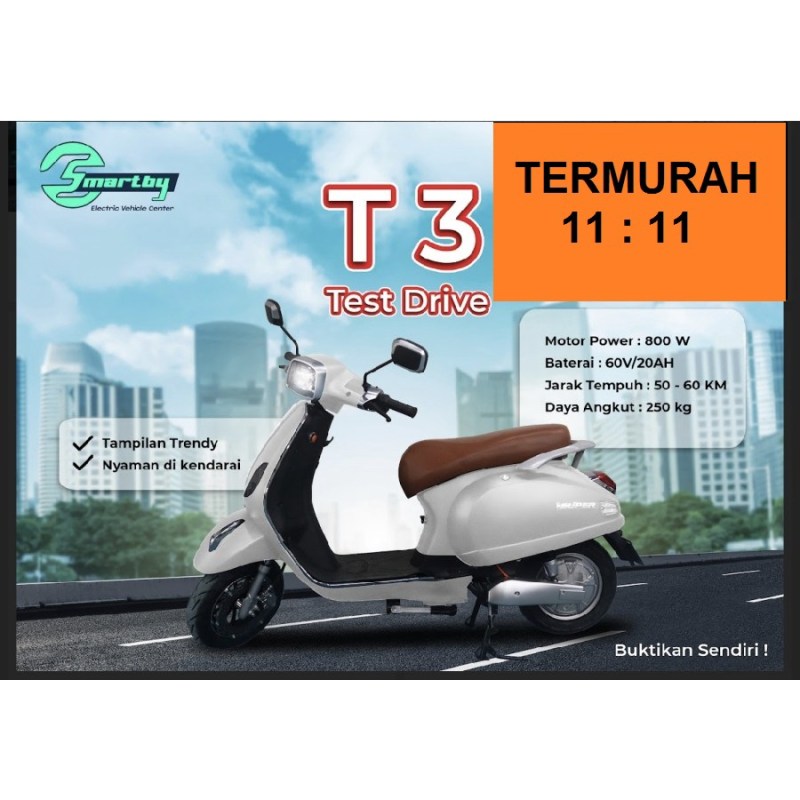 Smartby
Electric Vehicle Center
T 3
Test Drive
TERMURAH
11 : 11
Motor Power : 800 W
Baterai : 60V/20AH
Jarak Tempuh : 50 - 60 KM
Daya Angkut : 250 kg
Tampilan Trendy
Nyaman di kendarai
Buktikan Sendiri !